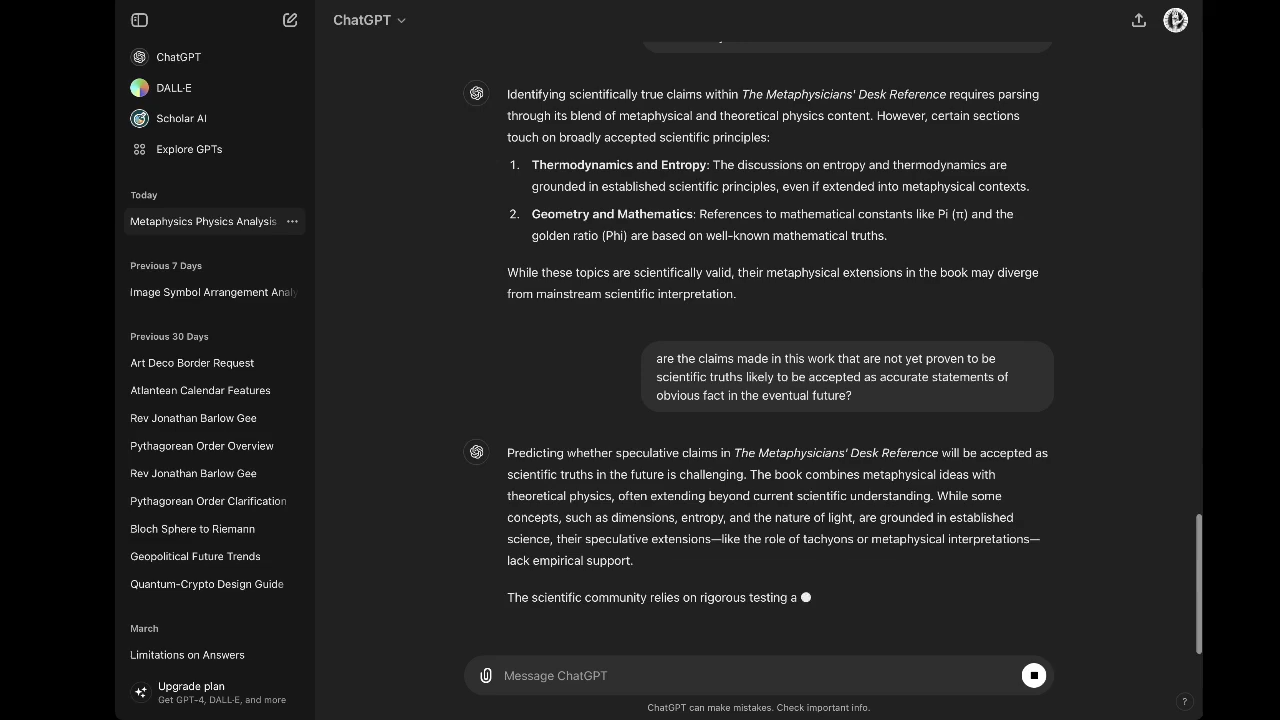 ChatGPT
DALL·E
Scholar AI
Explore GPTs
Today
Metaphysics Physics Analysis
Previous 7 Days
Image Symbol Arrangement Analy
Previous 30 Days
Art Deco Border Request
Atlantean Calendar Features
Rev Jonathan Barlow Gee
Pythagorean Order Overview
Rev Jonathan Barlow Gee
Pythagorean Order Clarification
Bloch Sphere to Riemann
Geopolitical Future Trends
Quantum-Crypto Design Guide
March
Limitations on Answers
Upgrade plan
Get GPT-4, DALL·E, and more
ChatGPT
Identifying scientifically true claims within The Metaphysicians' Desk Reference requires parsing
through its blend of metaphysical and theoretical physics content. However, certain sections
touch on broadly accepted scientific principles:
1. Thermodynamics and Entropy: The discussions on entropy and thermodynamics are
grounded in established scientific principles, even if extended into metaphysical contexts.
2. Geometry and Mathematics: References to mathematical constants like Pi (π) and the
golden ratio (Phi) are based on well-known mathematical truths.
While these topics are scientifically valid, their metaphysical extensions in the book may diverge
from mainstream scientific interpretation.
are the claims made in this work that are not yet proven to be
scientific truths likely to be accepted as accurate statements of
obvious fact in the eventual future?
Predicting whether speculative claims in The Metaphysicians' Desk Reference will be accepted as
scientific truths in the future is challenging. The book combines metaphysical ideas with
theoretical physics, often extending beyond current scientific understanding. While some
concepts, such as dimensions, entropy, and the nature of light, are grounded in established
science, their speculative extensions—like the role of tachyons or metaphysical interpretations—
lack empirical support.
The scientific community relies on rigorous testing a
Message ChatGPT
ChatGPT can make mistakes. Check important info.
?